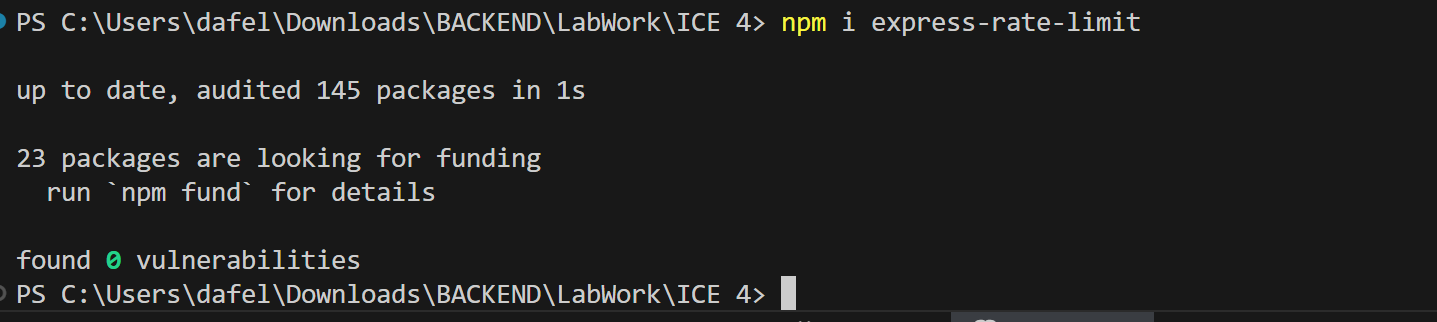 PS C:\Users\dafel\Downloads\BACKEND\LabWork\ICE 4> npm i express-rate-limit
up to date, audited 145 packages in 1s
23 packages are looking for funding
  run `npm fund` for details
found 0 vulnerabilities
PS C:\Users\dafel\Downloads\BACKEND\LabWork\ICE 4>